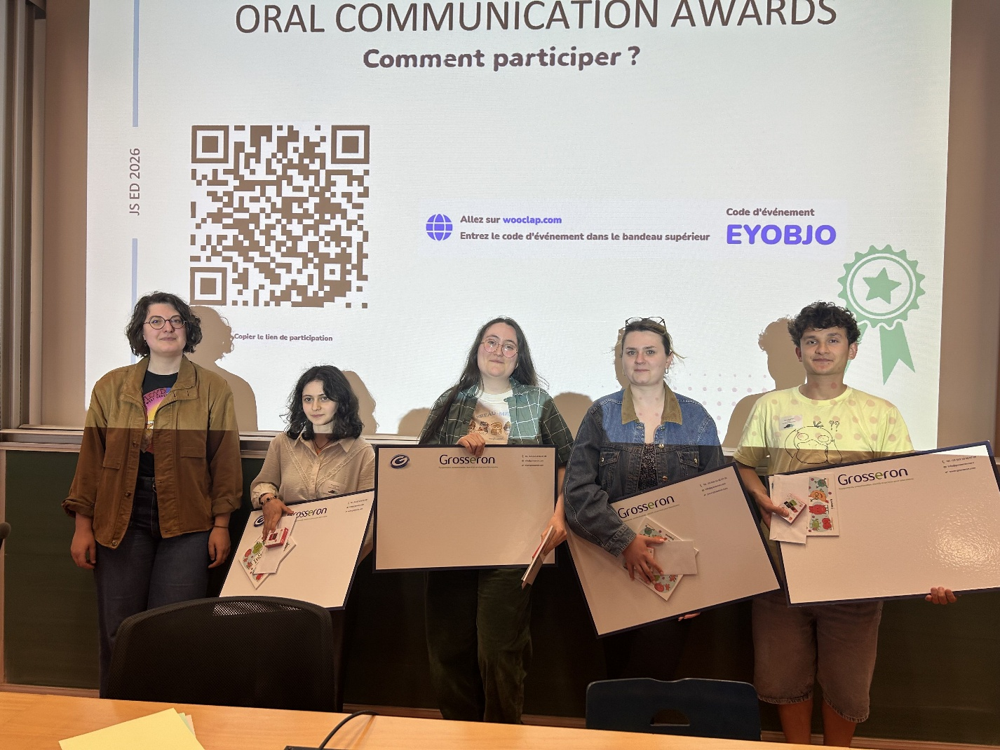 ORAL COMMUNICATION AWARDS
Comment participer ?
JS ED 2026
Allez sur wooclap.com
Entrez le code d'événement dans le bandeau supérieur
Code d'événement
EYOBJO
Copier le lien de participation
Grosseron
Grosseron
Grosseron
Grosseron